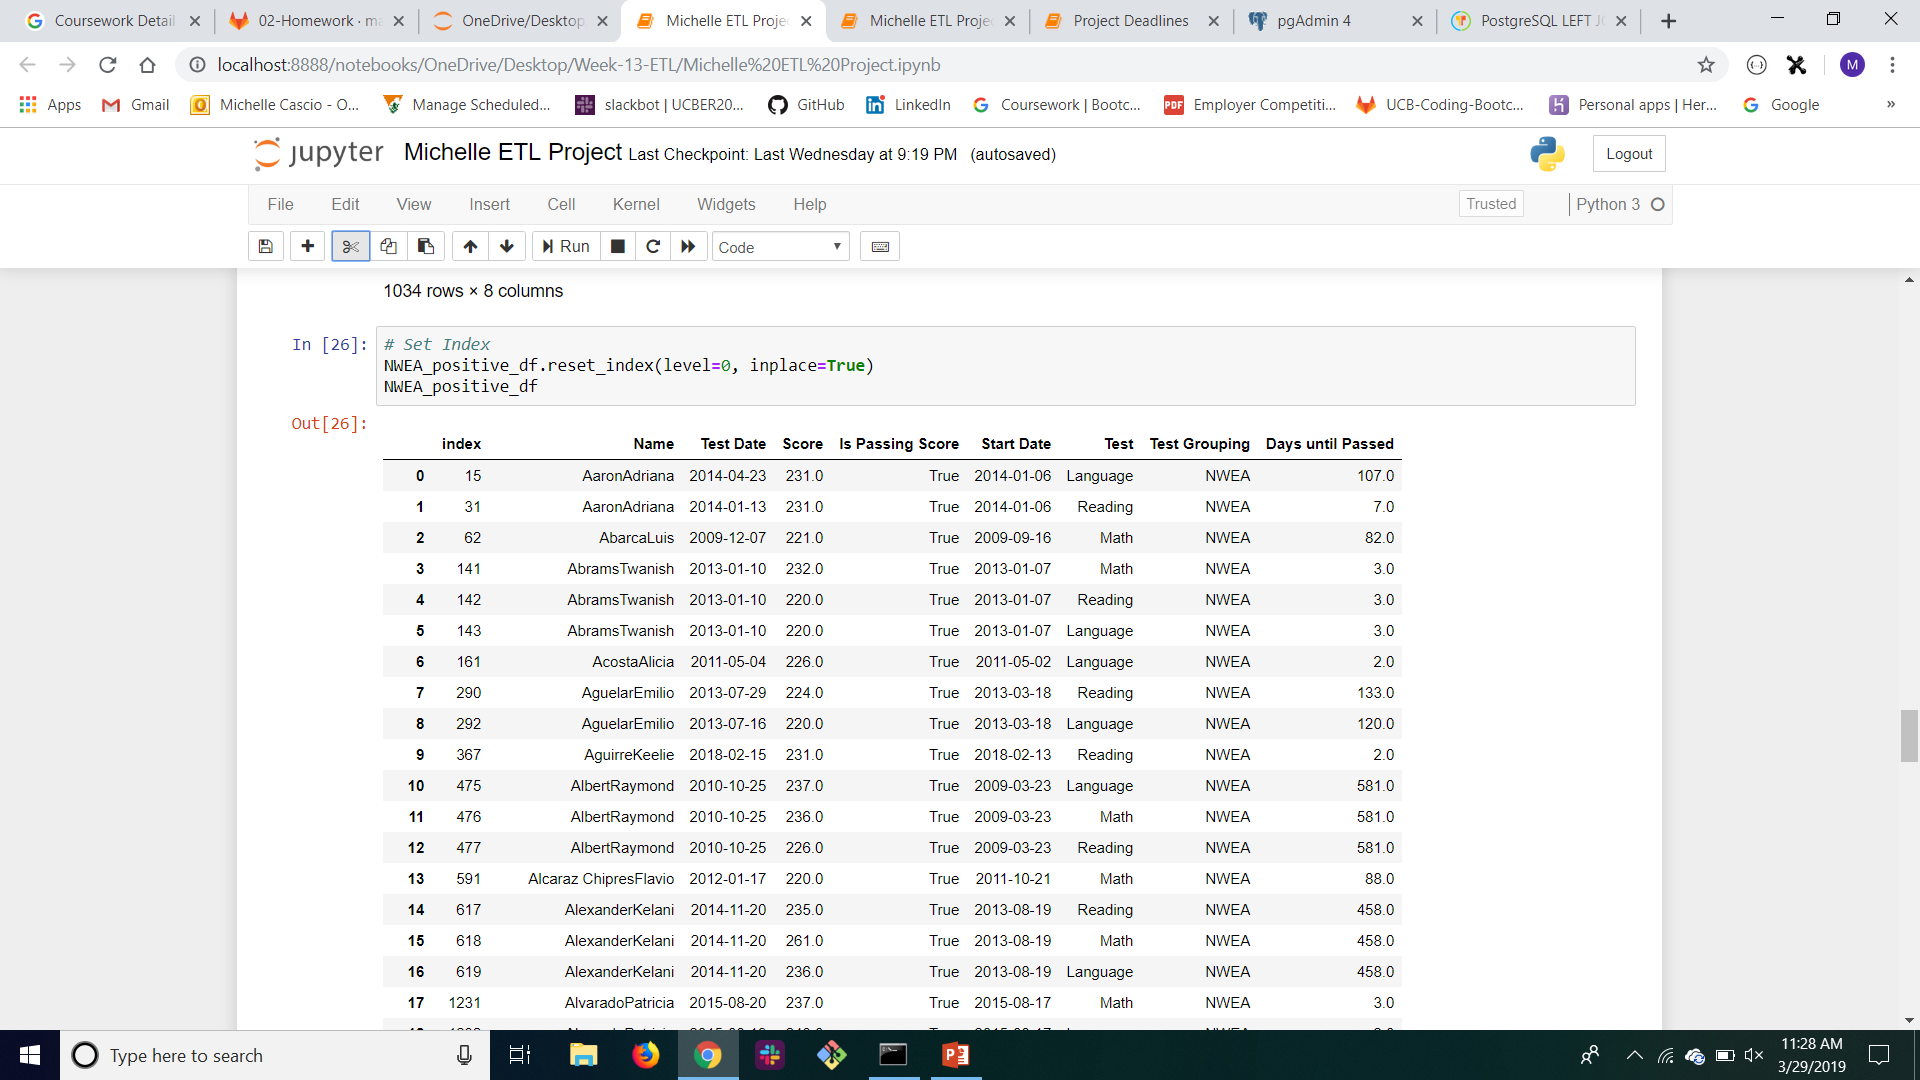 Coursework Detail
02-Homework · ma
OneDrive/Desktop
Michelle ETL Proje
Michelle ETL Proje
Project Deadlines
pgAdmin 4
PostgreSQL LEFT JO
localhost:8888/notebooks/OneDrive/Desktop/Week-13-ETL/Michelle%20ETL%20Project.ipynb
M
Apps
Gmail
Michelle Cascio - O...
Manage Scheduled...
slackbot | UCBER20...
GitHub
LinkedIn
Coursework | Bootc...
PDF Employer Competiti...
UCB-Coding-Bootc...
Personal apps | Her...
Google
»
jupyter Michelle ETL Project Last Checkpoint: Last Wednesday at 9:19 PM (autosaved)
Logout
File Edit View Insert Cell Kernel Widgets Help
Trusted
Python 3
Run
Code
1034 rows × 8 columns
In [26]:
# Set Index
NWEA_positive_df.reset_index(level=0, inplace=True)
NWEA_positive_df
Out[26]:
index Name Test Date Score Is Passing Score Start Date Test Test Grouping Days until Passed
0 15 AaronAdriana 2014-04-23 231.0 True 2014-01-06 Language NWEA 107.0
1 31 AaronAdriana 2014-01-13 231.0 True 2014-01-06 Reading NWEA 7.0
2 62 AbarcaLuis 2009-12-07 221.0 True 2009-09-16 Math NWEA 82.0
3 141 AbramsTwanish 2013-01-10 232.0 True 2013-01-07 Math NWEA 3.0
4 142 AbramsTwanish 2013-01-10 220.0 True 2013-01-07 Reading NWEA 3.0
5 143 AbramsTwanish 2013-01-10 220.0 True 2013-01-07 Language NWEA 3.0
6 161 AcostaAlicia 2011-05-04 226.0 True 2011-05-02 Language NWEA 2.0
7 290 AguelarEmilio 2013-07-29 224.0 True 2013-03-18 Reading NWEA 133.0
8 292 AguelarEmilio 2013-07-16 220.0 True 2013-03-18 Language NWEA 120.0
9 367 AguirreKeelie 2018-02-15 231.0 True 2018-02-13 Reading NWEA 2.0
10 475 AlbertRaymond 2010-10-25 237.0 True 2009-03-23 Language NWEA 581.0
11 476 AlbertRaymond 2010-10-25 236.0 True 2009-03-23 Math NWEA 581.0
12 477 AlbertRaymond 2010-10-25 226.0 True 2009-03-23 Reading NWEA 581.0
13 591 Alcaraz ChipresFlavio 2012-01-17 220.0 True 2011-10-21 Math NWEA 88.0
14 617 AlexanderKelani 2014-11-20 235.0 True 2013-08-19 Reading NWEA 458.0
15 618 AlexanderKelani 2014-11-20 261.0 True 2013-08-19 Math NWEA 458.0
16 619 AlexanderKelani 2014-11-20 236.0 True 2013-08-19 Language NWEA 458.0
17 1231 AlvaradoPatricia 2015-08-20 237.0 True 2015-08-17 Math NWEA 3.0
Type here to search
11:28 AM
3/29/2019